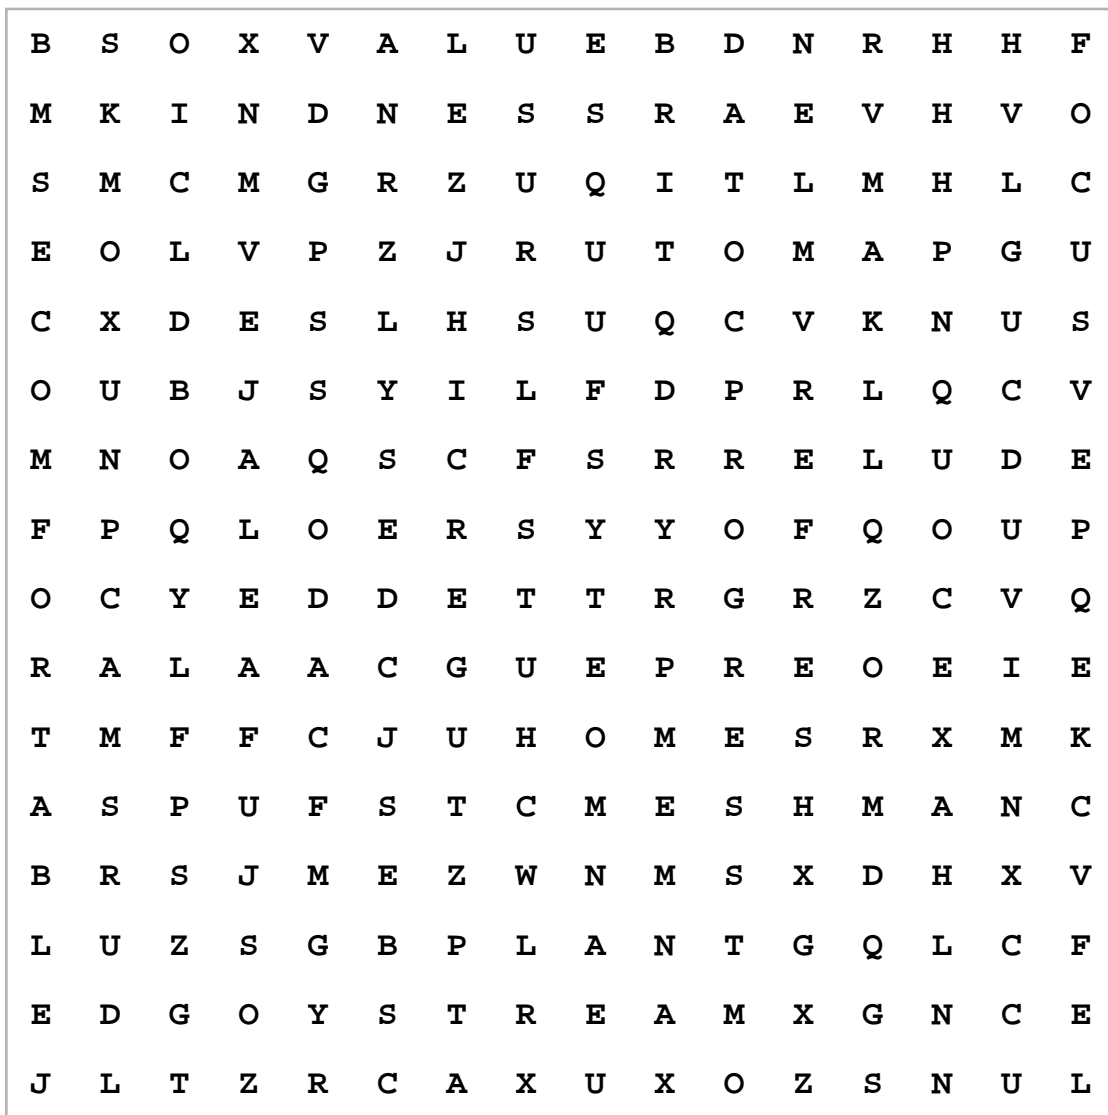 B S O X V A L U E B D N R H H F
M K I N D N E S S R A E V H V O
S M C M G R Z U Q I T L M H L C
E O L V P Z J R U T O M A P G U
C X D E S L H S U Q C V K N U S
O U B J S Y I L F D P R L Q C V
M N O A Q S C F S R R E L U D E
F P Q L O E R S Y Y O F Q O U P
O C Y E D D E T T R G R Z C V Q
R A L A A C G U E P R E O E I E
T M F F C J U H O M E S R X M K
A S P U F S T C M E S H M A N C
B R S J M E Z W N M S X D H X V
L U Z S G B P L A N T G Q L C F
E D G O Y S T R E A M X G N C E
J L T Z R C A X U X O Z S N U L